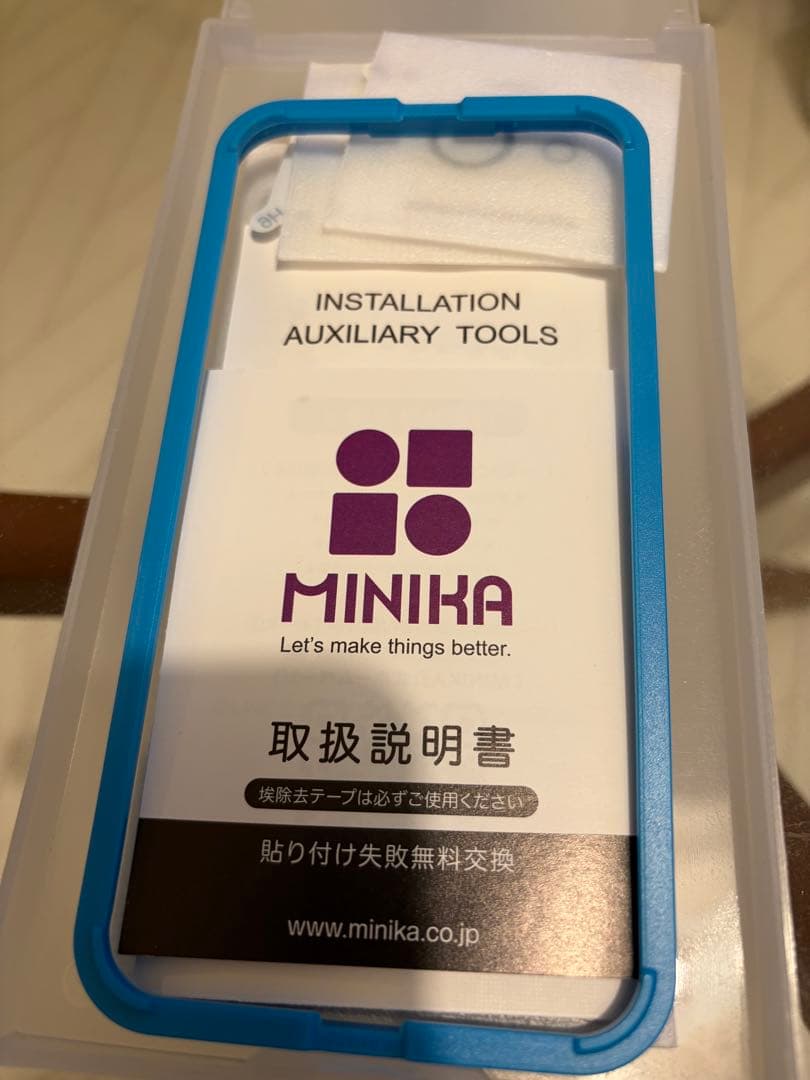 H9
INSTALLATION
AUXILIARY TOOLS
MINIKA
Let's make things better.
取扱説明書
埃除去テープは必ずご使用ください
貼り付け失敗無料交換
www.minika.co.jp